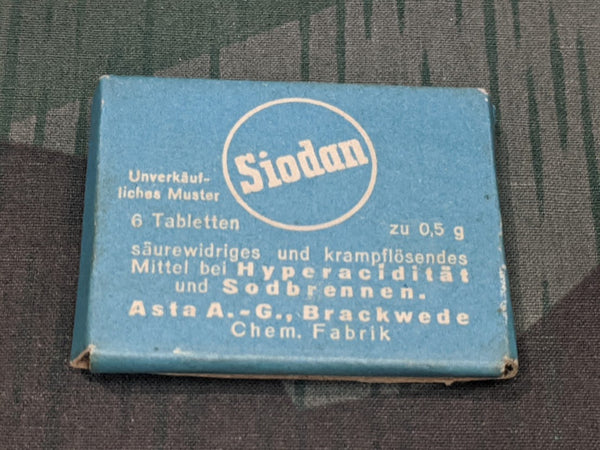 Siodan
Unverkäuf-
liches Muster
6 Tabletten zu 0,5 g
säurewidriges und krampflösendes
Mittel bei Hyperacidität
und Sodbrennen.
Asta A.-G., Brackwede
Chem. Fabrik